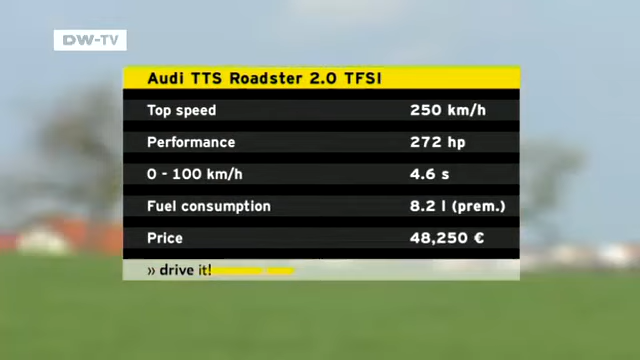 DW-TV
Audi TTS Roadster 2.0 TFSI
Top speed 250 km/h
Performance 272 hp
0 - 100 km/h 4.6 s
Fuel consumption 8.2 l (prem.)
Price 48,250 €
» drive it!